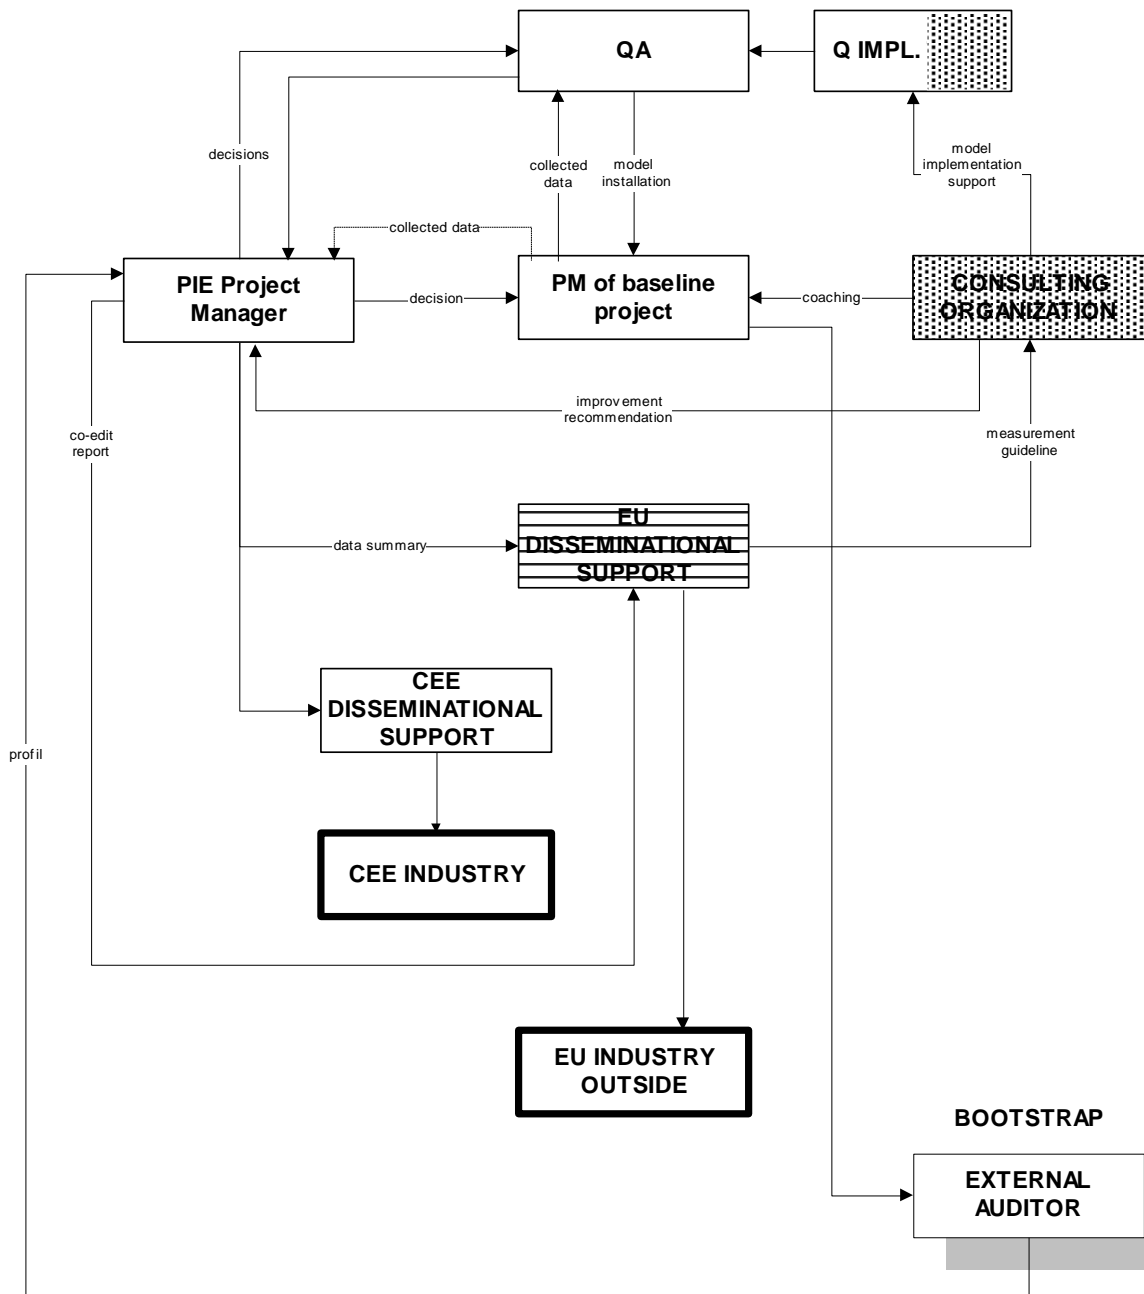 QA
Q IMPL.
decisions
collected
data
model
installation
model
implementation
support
collected data
PIE Project
Manager
decision
PM of baseline
project
coaching
CONSULTING
ORGANIZATION
improvement
recommendation
co-edit
report
measurement
guideline
EU
DISSEMINATIONAL
SUPPORT
data summary
CEE
DISSEMINATIONAL
SUPPORT
profil
CEE INDUSTRY
EU INDUSTRY
OUTSIDE
BOOTSTRAP
EXTERNAL
AUDITOR